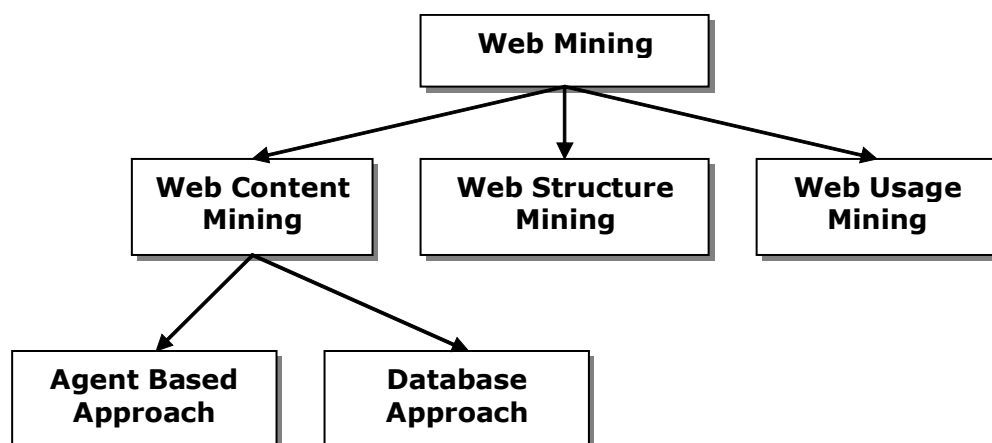 Web Mining
Web Content
Mining
Web Structure
Mining
Web Usage
Mining
Agent Based
Approach
Database
Approach